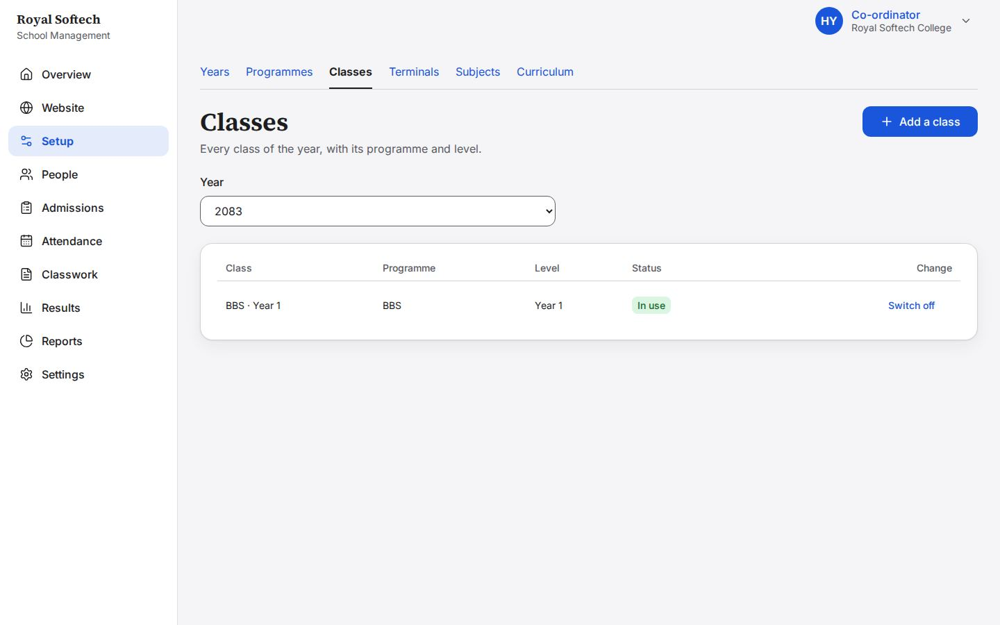 Royal Softech
School Management
HY
Co-ordinator
Royal Softech College
Overview
Website
Setup
People
Admissions
Attendance
Classwork
Results
Reports
Settings
Years Programmes Classes Terminals Subjects Curriculum
Classes
Add a class
Every class of the year, with its programme and level.
Year
2083
Class Programme Level Status Change
BBS · Year 1 BBS Year 1 In use Switch off